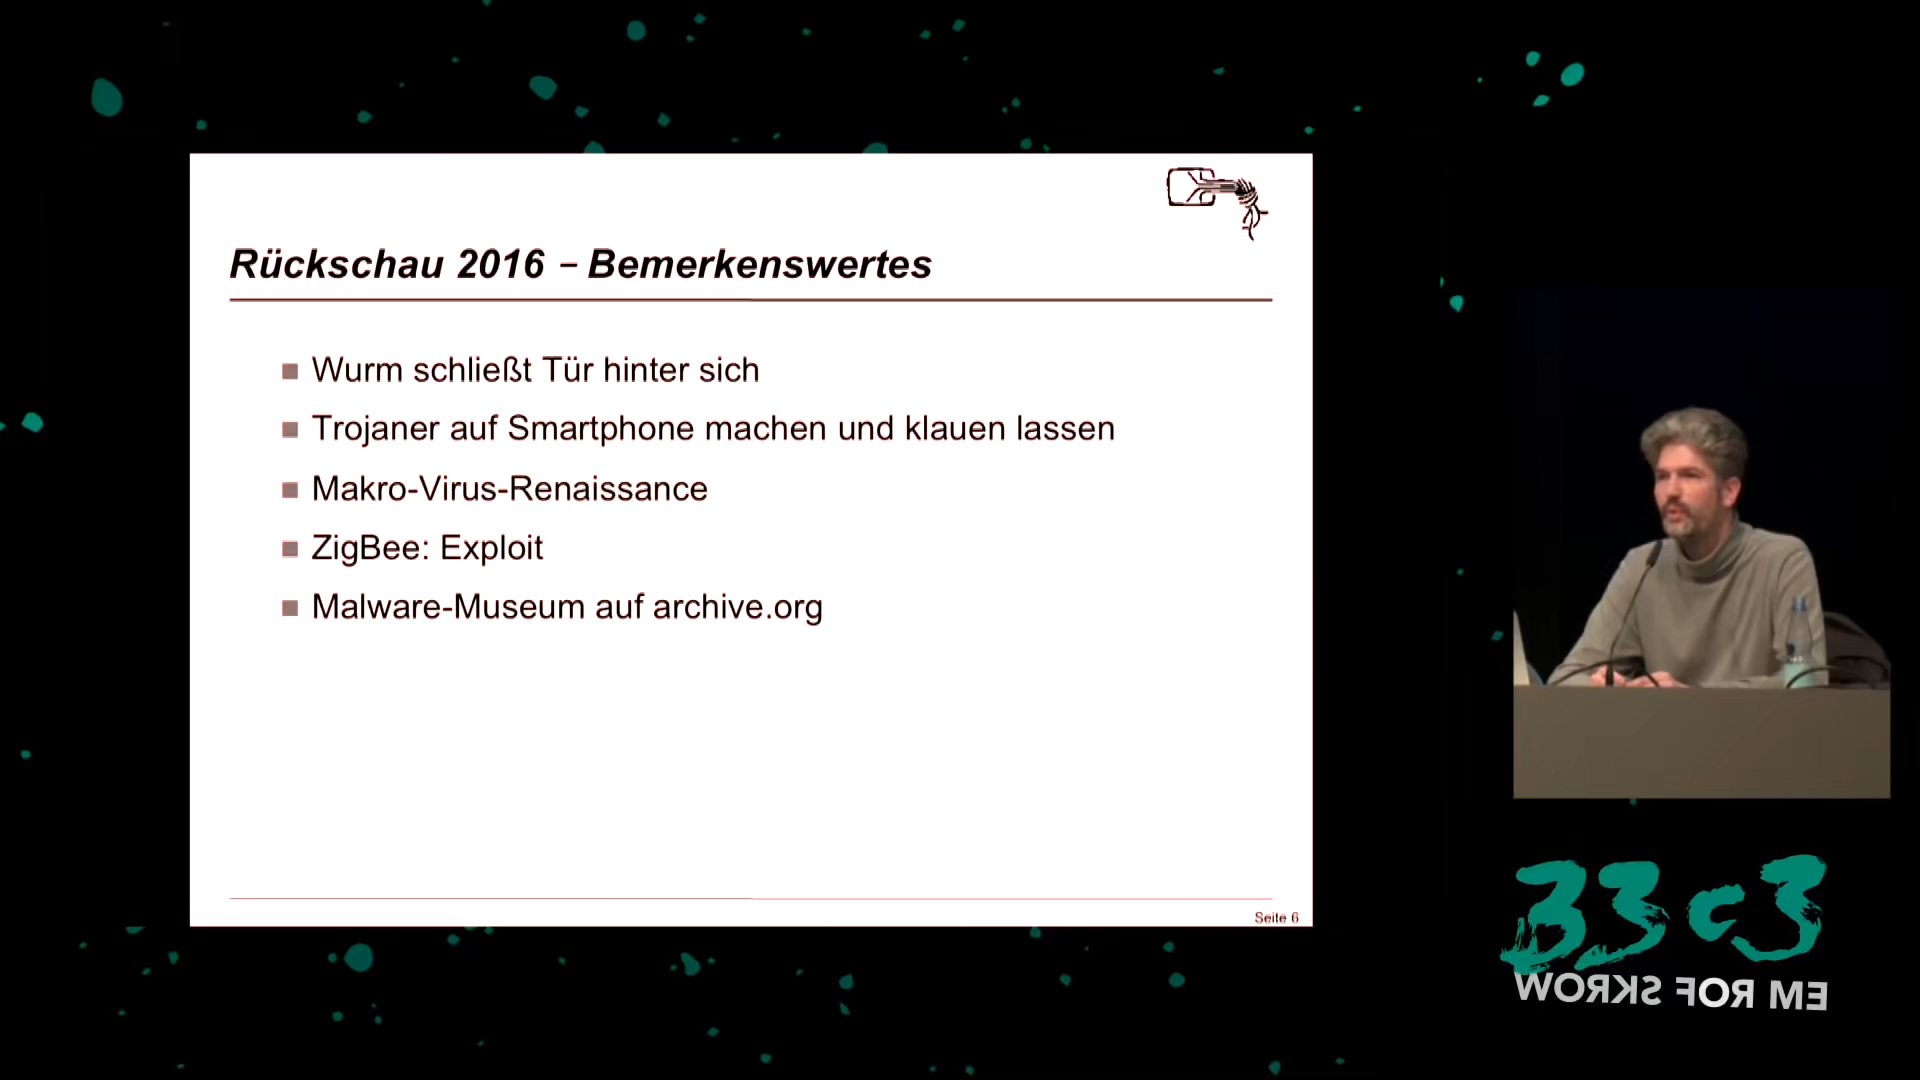 Rückschau 2016 – Bemerkenswertes
Wurm schließt Tür hinter sich
Trojaner auf Smartphone machen und klauen lassen
Makro-Virus-Renaissance
ZigBee: Exploit
Malware-Museum auf archive.org
Seite 6
33c3
WORKS FOR ME